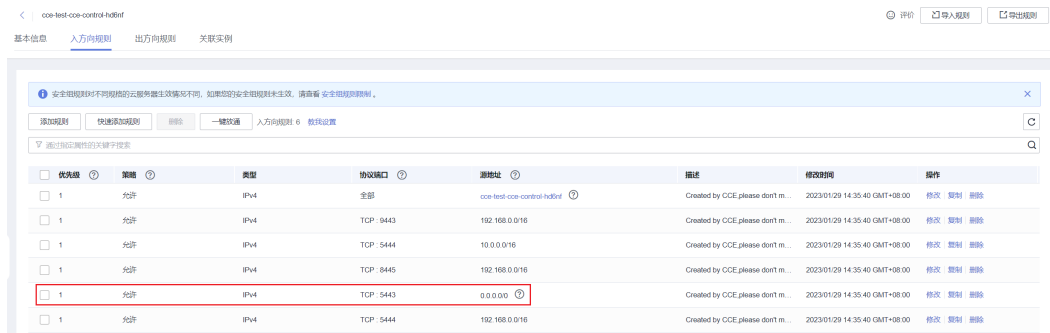 cce-test-cce-control-hd6nf 评价 导入规则 导出规则
基本信息 入方向规则 出方向规则 关联实例
安全组规则对不同规格的云服务器生效情况不同，如果您的安全组规则未生效，请查看 安全组规则限制 。
添加规则 快速添加规则 删除 一键放通 入方向规则 6 教我设置
通过指定属性的关键字搜索
优先级 策略 类型 协议端口 源地址 描述 修改时间 操作
1 允许 IPv4 全部 cce-test-cce-control-hd6nf Created by CCE,please don't m... 2023/01/29 14:35:40 GMT+08:00 修改 复制 删除
1 允许 IPv4 TCP : 9443 192.168.0.0/16 Created by CCE,please don't m... 2023/01/29 14:35:40 GMT+08:00 修改 复制 删除
1 允许 IPv4 TCP : 5444 10.0.0.0/16 Created by CCE,please don't m... 2023/01/29 14:35:40 GMT+08:00 修改 复制 删除
1 允许 IPv4 TCP : 8445 192.168.0.0/16 Created by CCE,please don't m... 2023/01/29 14:35:40 GMT+08:00 修改 复制 删除
1 允许 IPv4 TCP : 5443 0.0.0.0/0 Created by CCE,please don't m... 2023/01/29 14:35:40 GMT+08:00 修改 复制 删除
1 允许 IPv4 TCP : 5444 192.168.0.0/16 Created by CCE,please don't m... 2023/01/29 14:35:40 GMT+08:00 修改 复制 删除